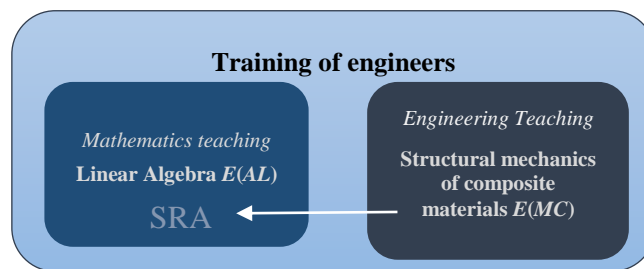 Training of engineers
Mathematics teaching
Linear Algebra E(AL)
SRA
Engineering Teaching
Structural mechanics
of composite
materials E(MC)